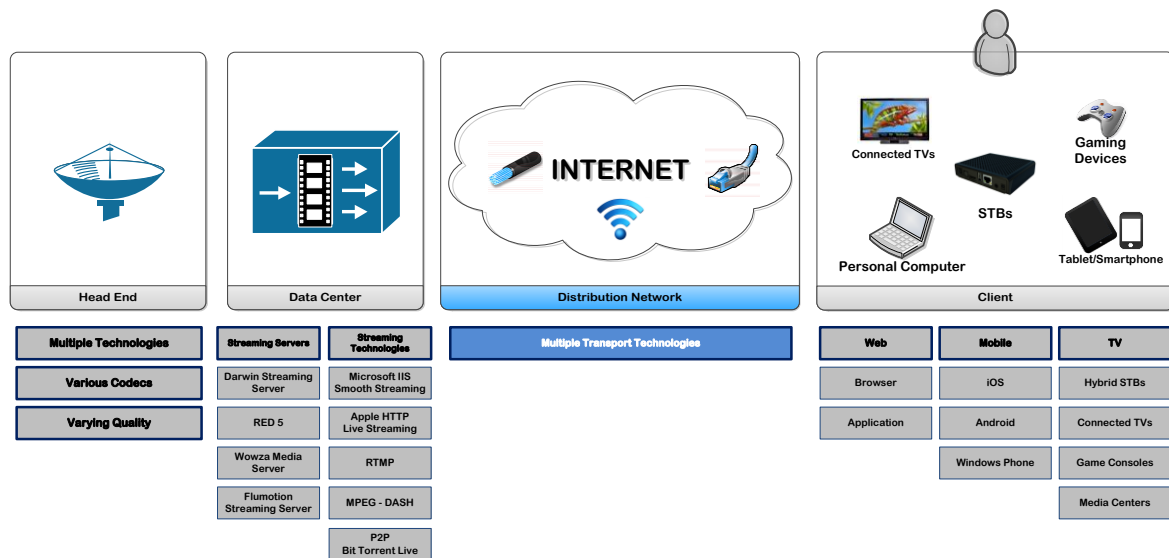 INTERNET
Connected TVs
Gaming
Devices
STBs
Personal Computer
Tablet/Smartphone
Head End
Data Center
Distribution Network
Client
Multiple Technologies
Various Codecs
Varying Quality
Streaming Servers
Darwin Streaming
Server
RED 5
Wowza Media
Server
Flumotion
Streaming Server
Streaming
Technologies
Microsoft IIS
Smooth Streaming
Apple HTTP
Live Streaming
RTMP
MPEG - DASH
P2P
Bit Torrent Live
Multiple Transport Technologies
Web
Browser
Application
Mobile
iOS
Android
Windows Phone
TV
Hybrid STBs
Connected TVs
Game Consoles
Media Centers